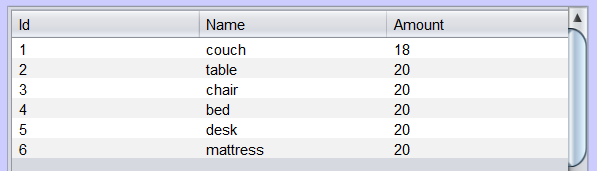 Id Name Amount
1 couch 18
2 table 20
3 chair 20
4 bed 20
5 desk 20
6 mattress 20